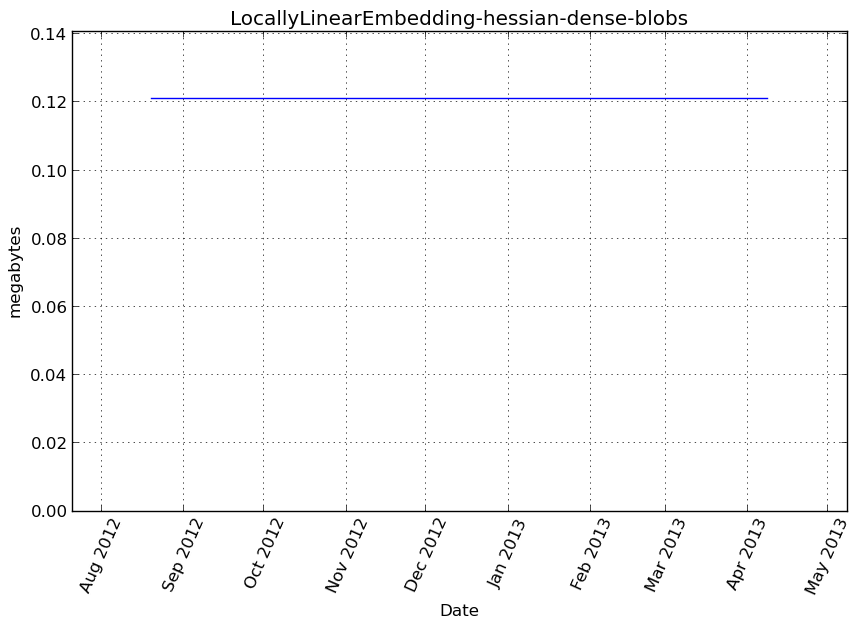 LocallyLinearEmbedding-hessian-dense-blobs
0.14
0.12
0.10
0.08
0.06
0.04
0.02
0.00
megabytes
Aug 2012
Sep 2012
Oct 2012
Nov 2012
Dec 2012
Jan 2013
Feb 2013
Mar 2013
Apr 2013
May 2013
Date